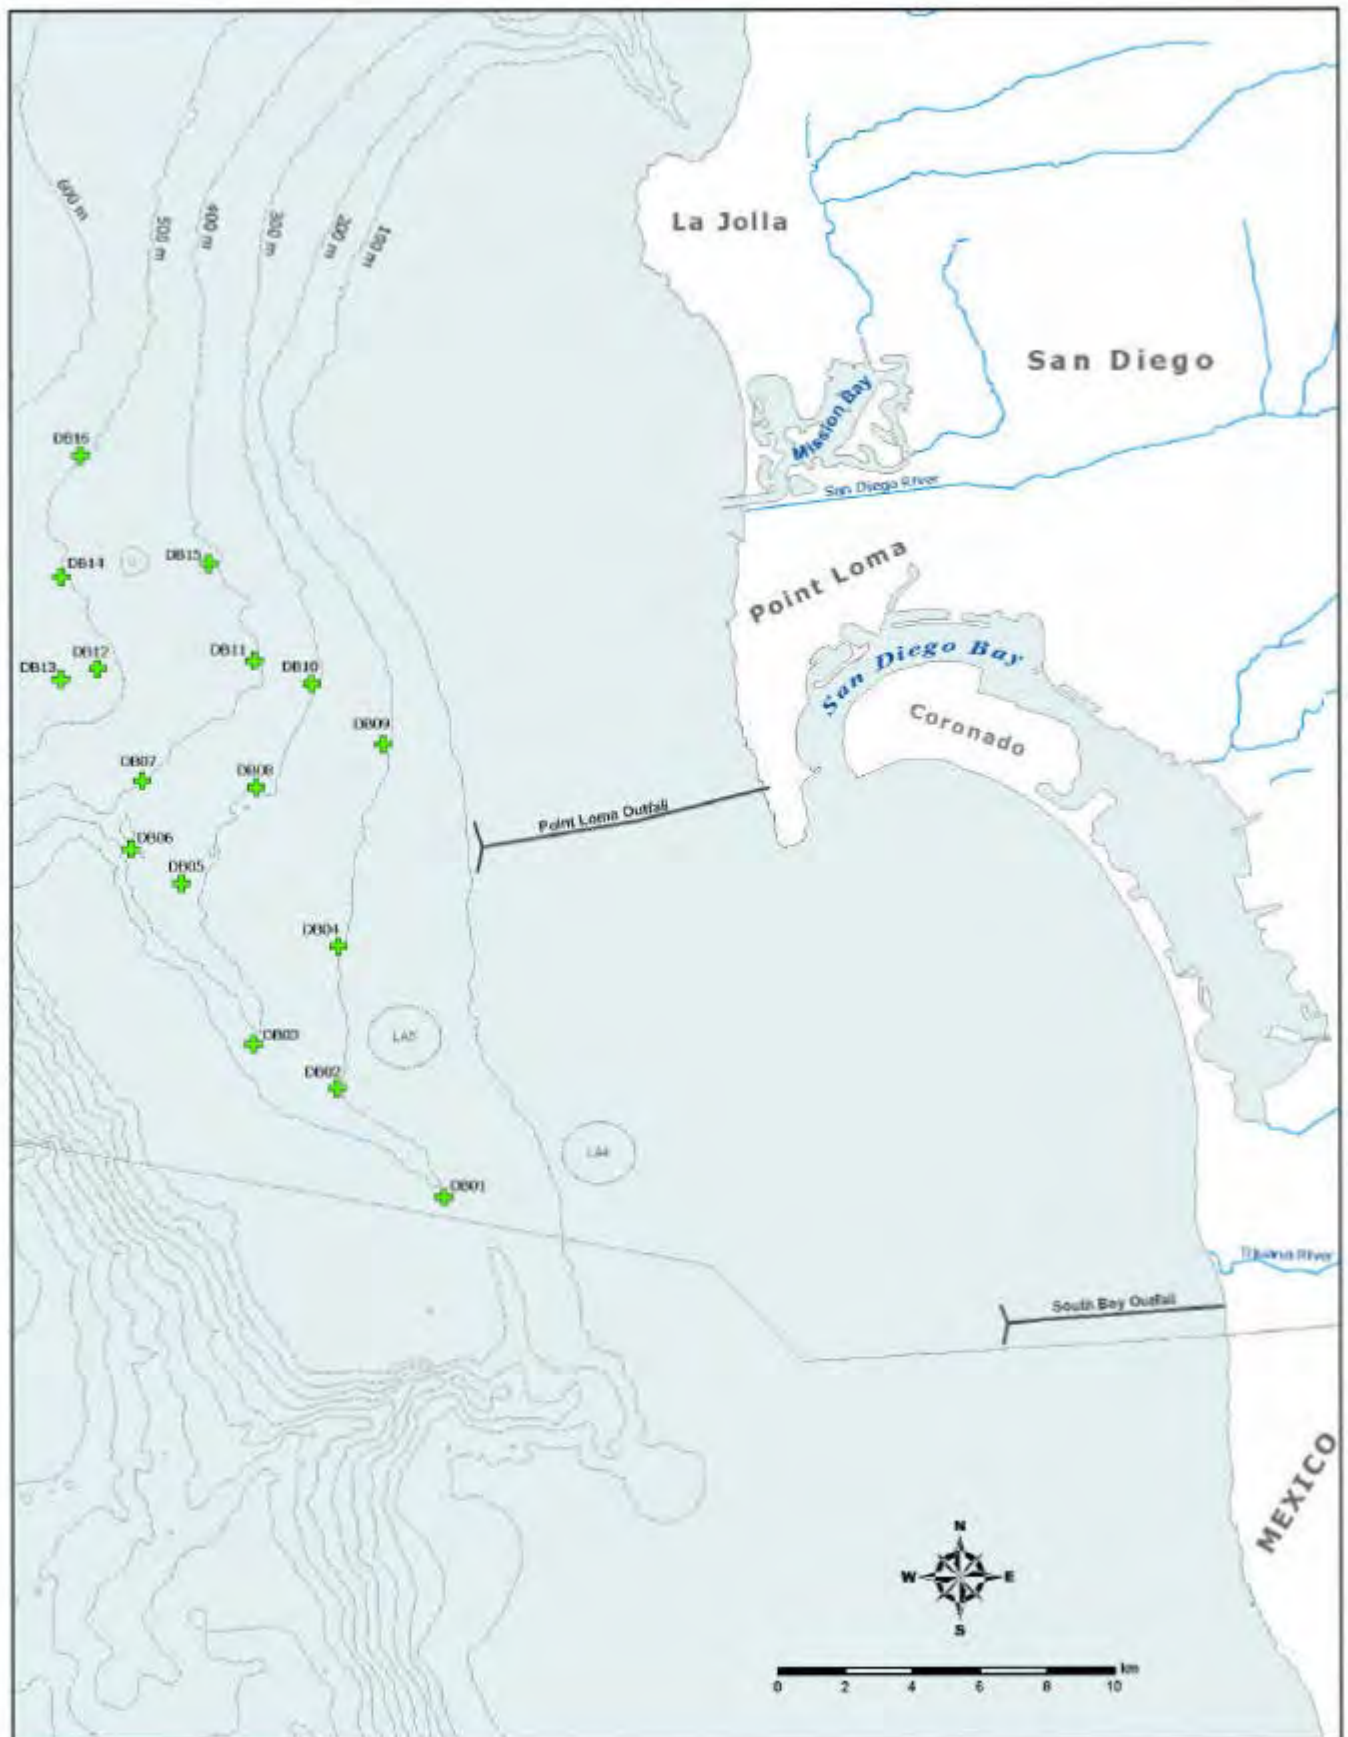 La Jolla
600 m
500 m
400 m
300 m
200 m
100 m
San Diego
Mission Bay
DB16
San Diego River
DB14
DB15
Point Loma
DB11
DB13
DB12
DB10
San Diego Bay
Coronado
DB09
DB07
DB08
Point Loma Outfall
DB06
DB05
DB04
DB03
LA5
DB02
LA4
DB01
Tijuana River
South Bay Outfall
MEXICO
N
W E
S
km
0 2 4 6 8 10